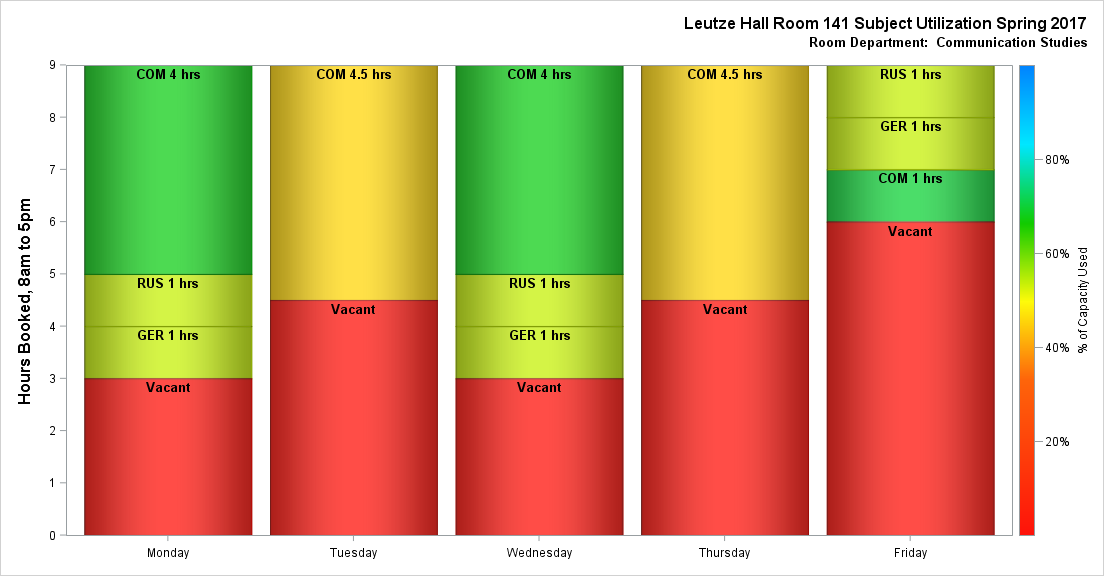 Leutze Hall Room 141 Subject Utilization Spring 2017
Room Department:  Communication Studies
Hours Booked, 8am to 5pm
9
8
7
6
5
4
3
2
1
0
COM 4 hrs
RUS 1 hrs
GER 1 hrs
Vacant
COM 4.5 hrs
Vacant
COM 4 hrs
RUS 1 hrs
GER 1 hrs
Vacant
COM 4.5 hrs
Vacant
RUS 1 hrs
GER 1 hrs
COM 1 hrs
Vacant
Monday
Tuesday
Wednesday
Thursday
Friday
80%
60%
40%
20%
% of Capacity Used